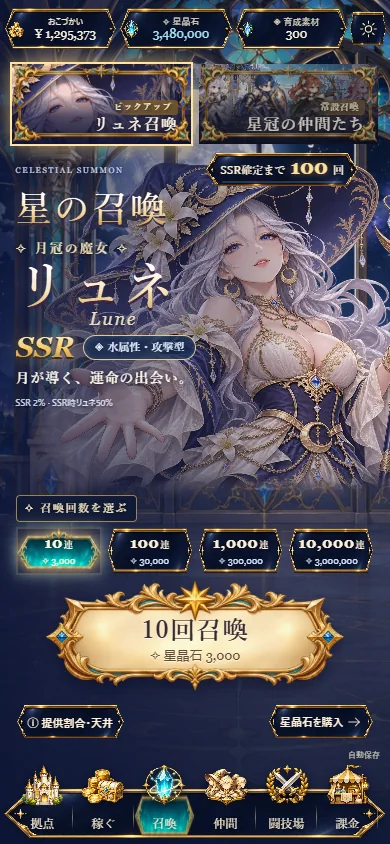 おこづかい
¥1,295,373
✧ 星晶石
3,480,000
✧ 育成素材
300
ピックアップ
リュネ召喚
常設召喚
星冠の仲間たち
CELESTIAL SUMMON
SSR確定まで 100 回
星の召喚
✧ 月冠の魔女 ✧
リュネ
Lune
SSR
◈ 水属性・攻撃型
月が導く、運命の出会い。
SSR 2% · SSR時リュネ50%
✧ 召喚回数を選ぶ
10連
✧ 3,000
100連
✧ 30,000
1,000連
✧ 300,000
10,000連
✧ 3,000,000
10回召喚
✧ 星晶石 3,000
ⓘ 提供割合・天井
星晶石を購入 →
自動保存
拠点
稼ぐ
召喚
仲間
闘技場
課金